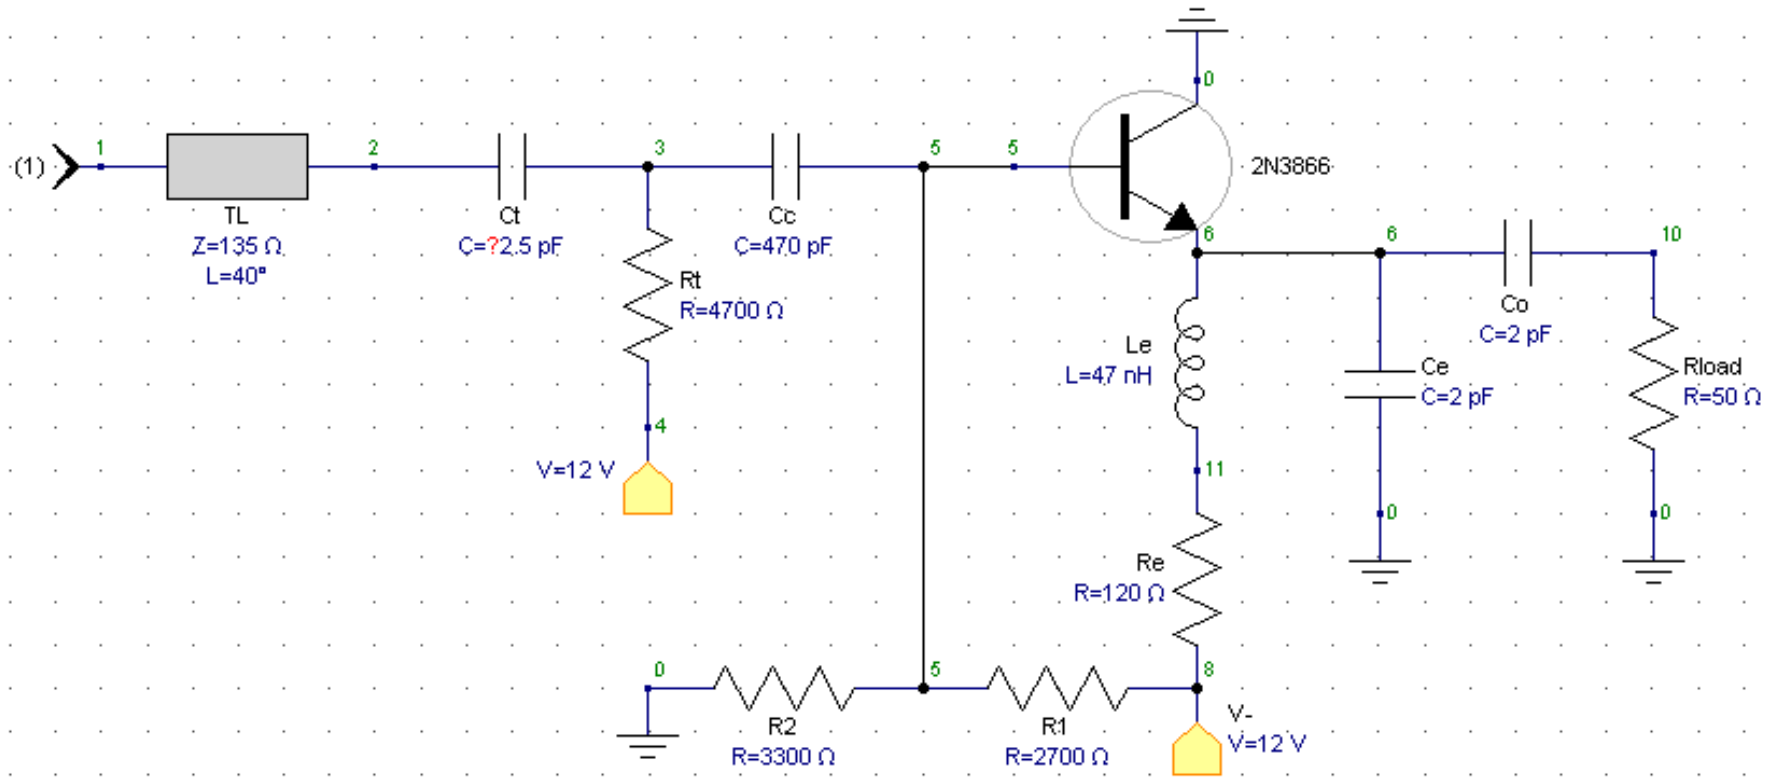 0
(1)
1
2
3
5
5
2N3866
TL
Z=135 Ω
L=40°
Ct
C=?2.5 pF
Cc
C=470 pF
6
6
10
Rt
R=4700 Ω
Co
C=2 pF
Le
L=47 nH
Ce
C=2 pF
Rload
R=50 Ω
4
V=12 V
11
0
0
Re
R=120 Ω
0
5
8
R2
R=3300 Ω
R1
R=2700 Ω
V-
V=12 V